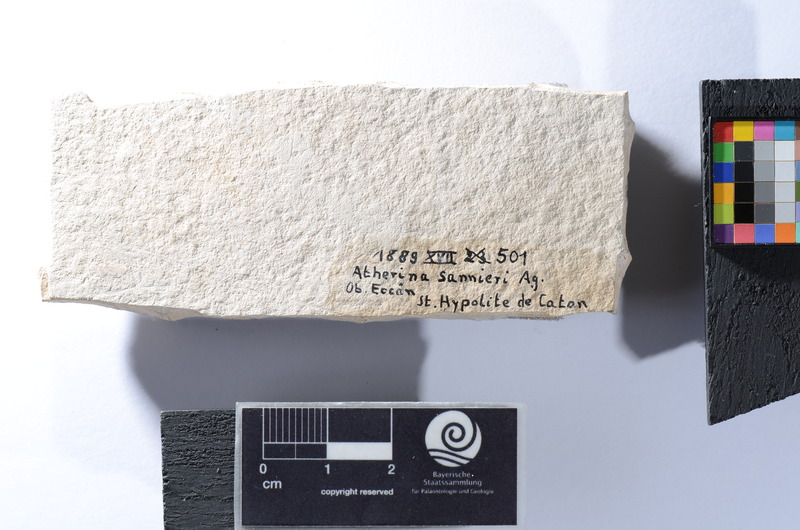 1889 XVII 501
Atherina sannieri Ag.
Ob. Eocän
St. Hypolite de Caton
0 1 2
cm
copyright reserved
Bayerische
Staatssammlung
für Paläontologie und Geologie